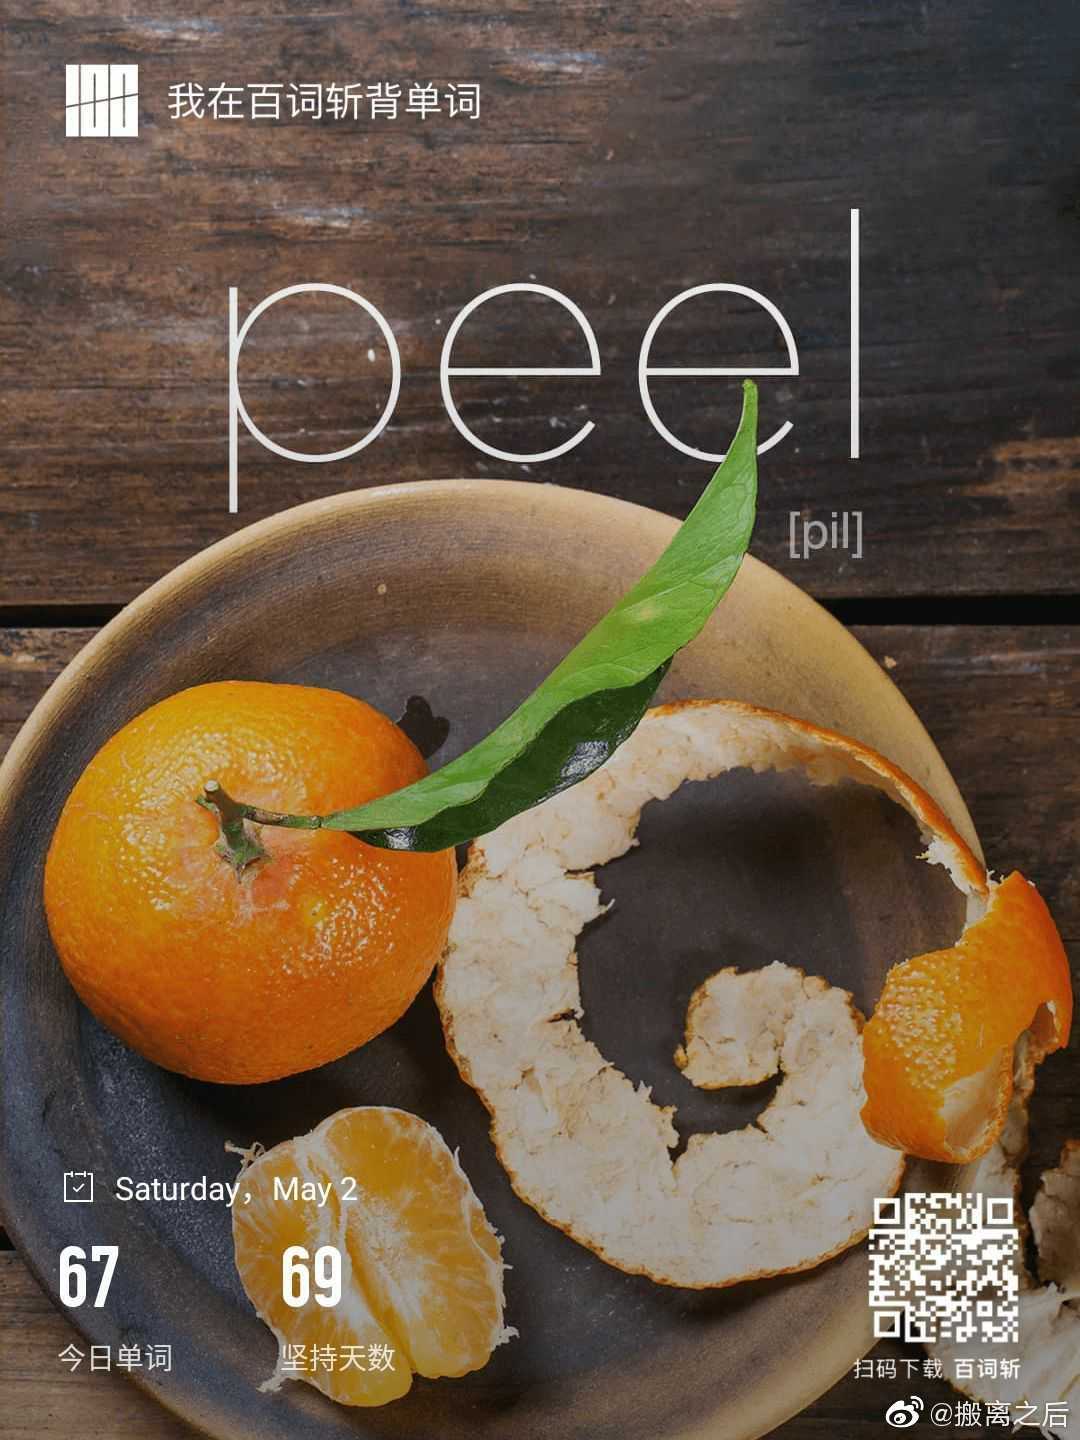 100 我在百词斩背单词
peel
[pil]
Saturday，May 2
67 69
今日单词 坚持天数
扫码下载 百词斩
@搬离之后